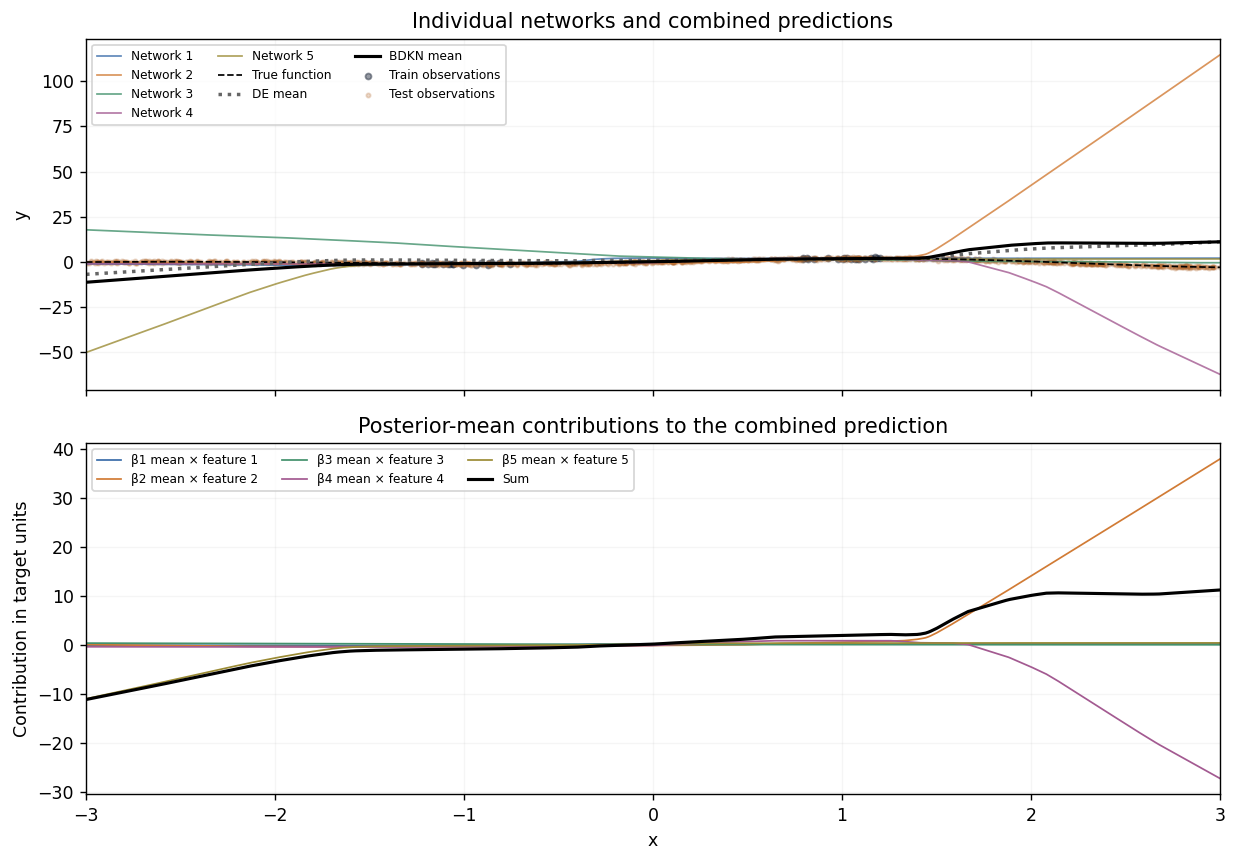 Individual networks and combined predictions
Network 1
Network 2
Network 3
Network 4
Network 5
True function
DE mean
BDKN mean
Train observations
Test observations
y
100
75
50
25
0
−25
−50
Posterior-mean contributions to the combined prediction
β1 mean × feature 1
β2 mean × feature 2
β3 mean × feature 3
β4 mean × feature 4
β5 mean × feature 5
Sum
Contribution in target units
40
30
20
10
0
−10
−20
−30
−3 −2 −1 0 1 2 3
x